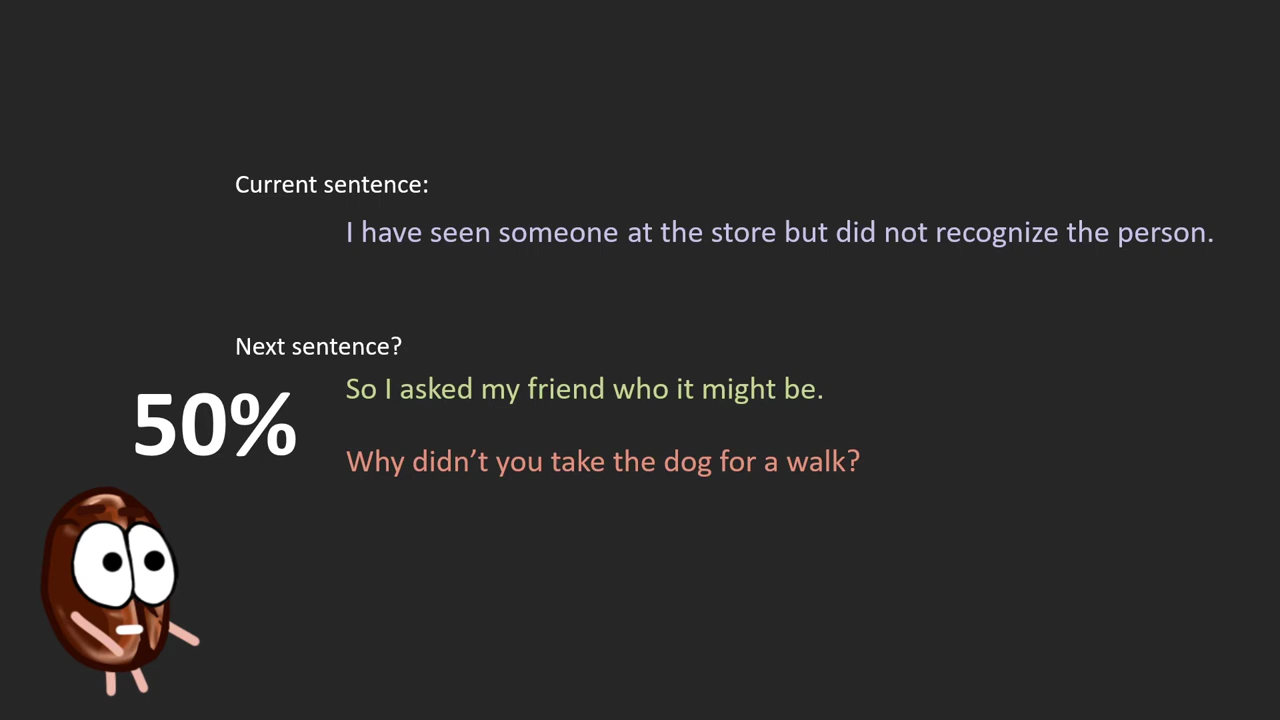 Current sentence:
I have seen someone at the store but did not recognize the person.
Next sentence?
50%
So I asked my friend who it might be.
Why didn’t you take the dog for a walk?